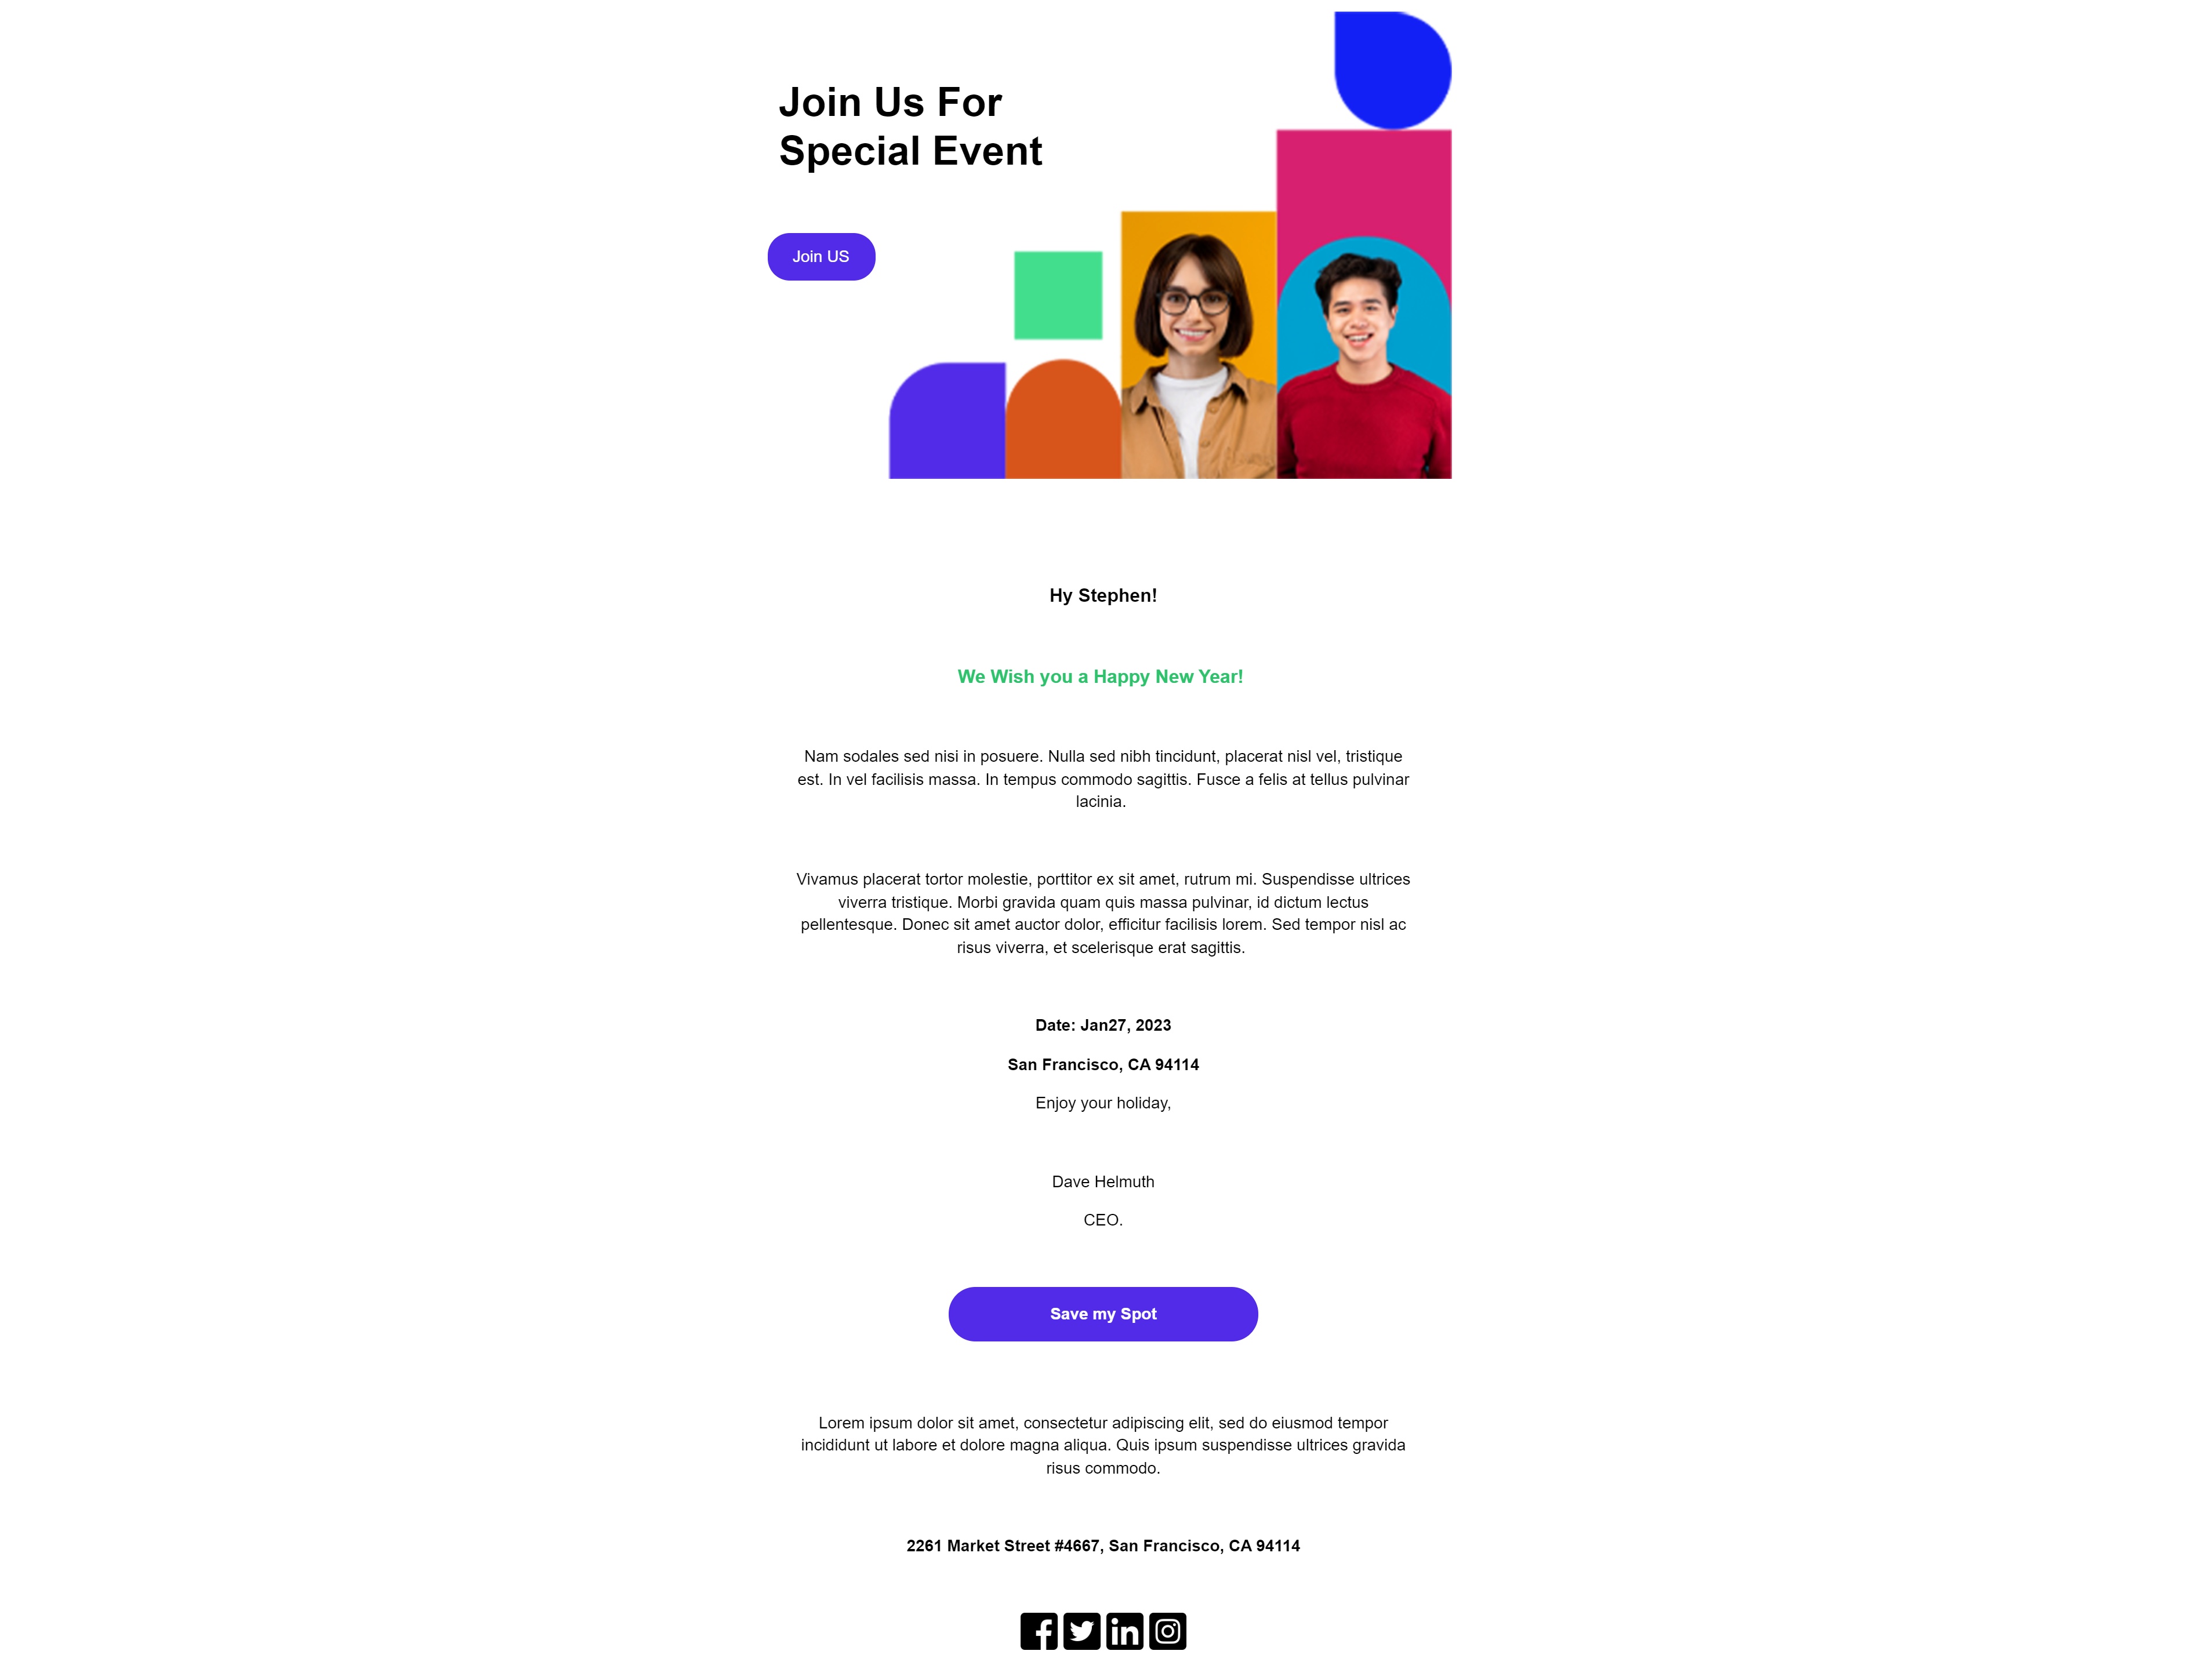 Join Us For
Special Event
Join US
Hy Stephen!
We Wish you a Happy New Year!
Nam sodales sed nisi in posuere. Nulla sed nibh tincidunt, placerat nisl vel, tristique
est. In vel facilisis massa. In tempus commodo sagittis. Fusce a felis at tellus pulvinar
lacinia.
Vivamus placerat tortor molestie, porttitor ex sit amet, rutrum mi. Suspendisse ultrices
viverra tristique. Morbi gravida quam quis massa pulvinar, id dictum lectus
pellentesque. Donec sit amet auctor dolor, efficitur facilisis lorem. Sed tempor nisl ac
risus viverra, et scelerisque erat sagittis.
Date: Jan27, 2023
San Francisco, CA 94114
Enjoy your holiday,
Dave Helmuth
CEO.
Save my Spot
Lorem ipsum dolor sit amet, consectetur adipiscing elit, sed do eiusmod tempor
incididunt ut labore et dolore magna aliqua. Quis ipsum suspendisse ultrices gravida
risus commodo.
2261 Market Street #4667, San Francisco, CA 94114